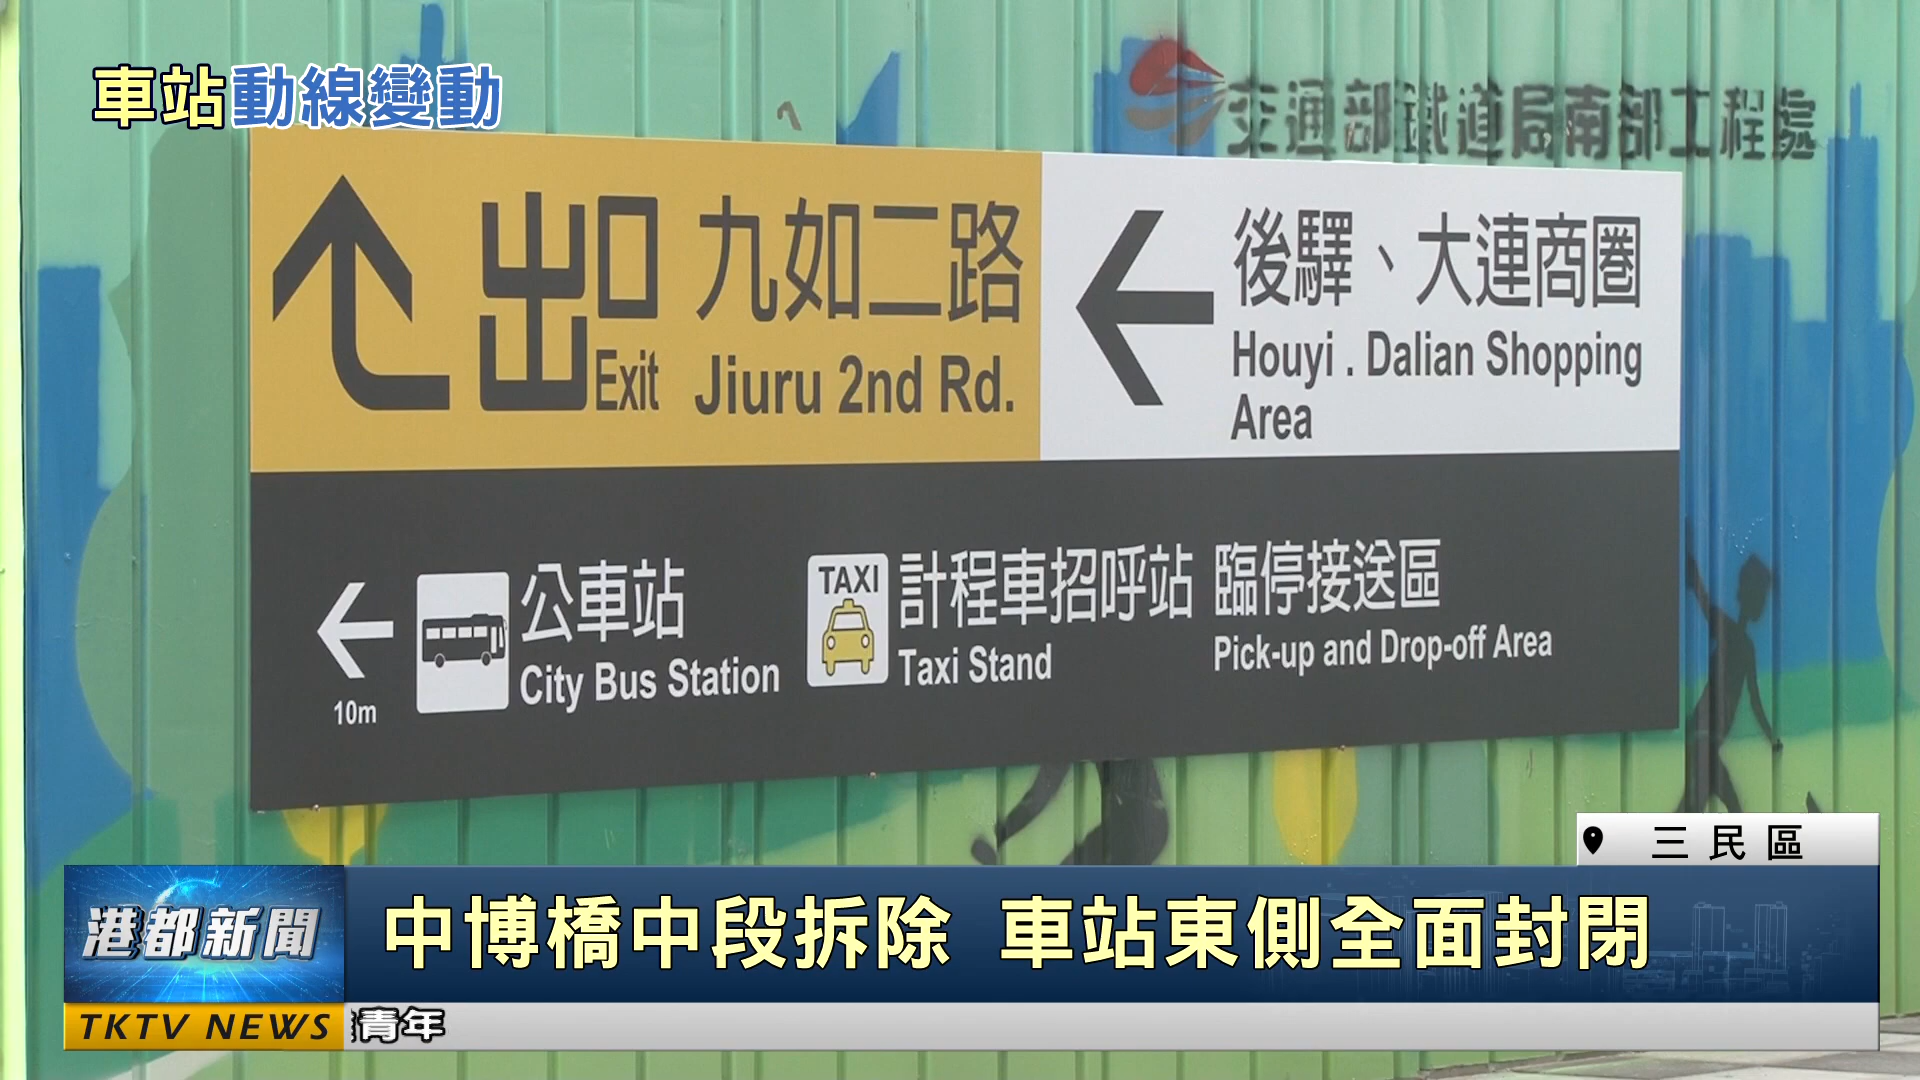 車站動線變動
交通部鐵道局南部工程處
出口 九如二路
Exit Jiuru 2nd Rd.
後驛、大連商圈
Houyi . Dalian Shopping
Area
公車站
City Bus Station
10m
TAXI
計程車招呼站
Taxi Stand
臨停接送區
Pick-up and Drop-off Area
三民區
港都新聞
中博橋中段拆除 車站東側全面封閉
TKTV NEWS
青年